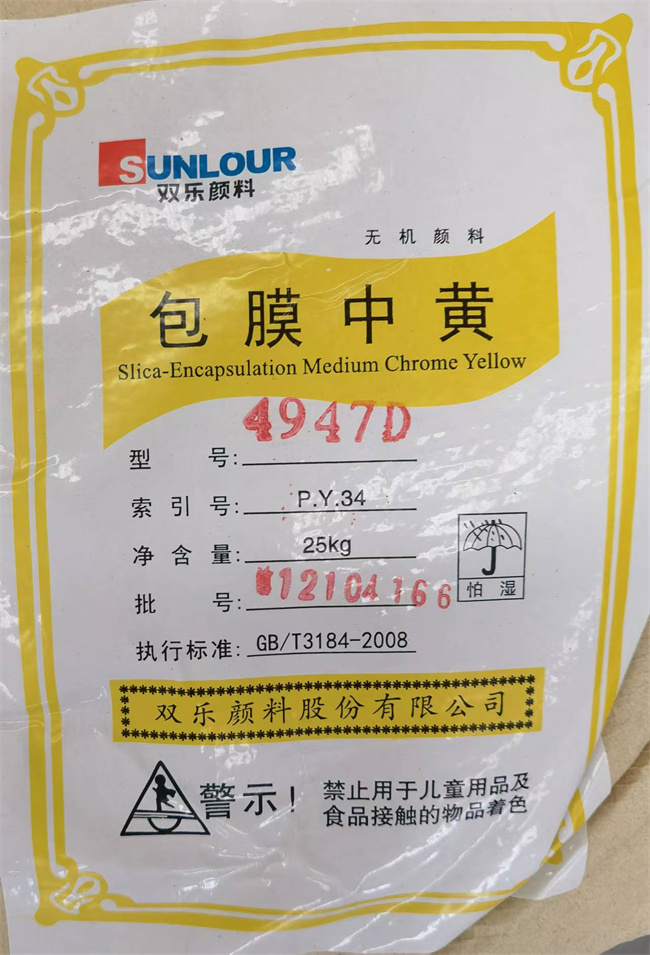 SUNLOUR
双乐颜料
无机颜料
包膜中黄
Slica-Encapsulation Medium Chrome Yellow
4947D
型 号:
索引号: P.Y.34
净含量: 25kg
批 号: 12104166
怕 湿
执行标准: GB/T3184-2008
双乐颜料股份有限公司
警示! 禁止用于儿童用品及
食品接触的物品着色